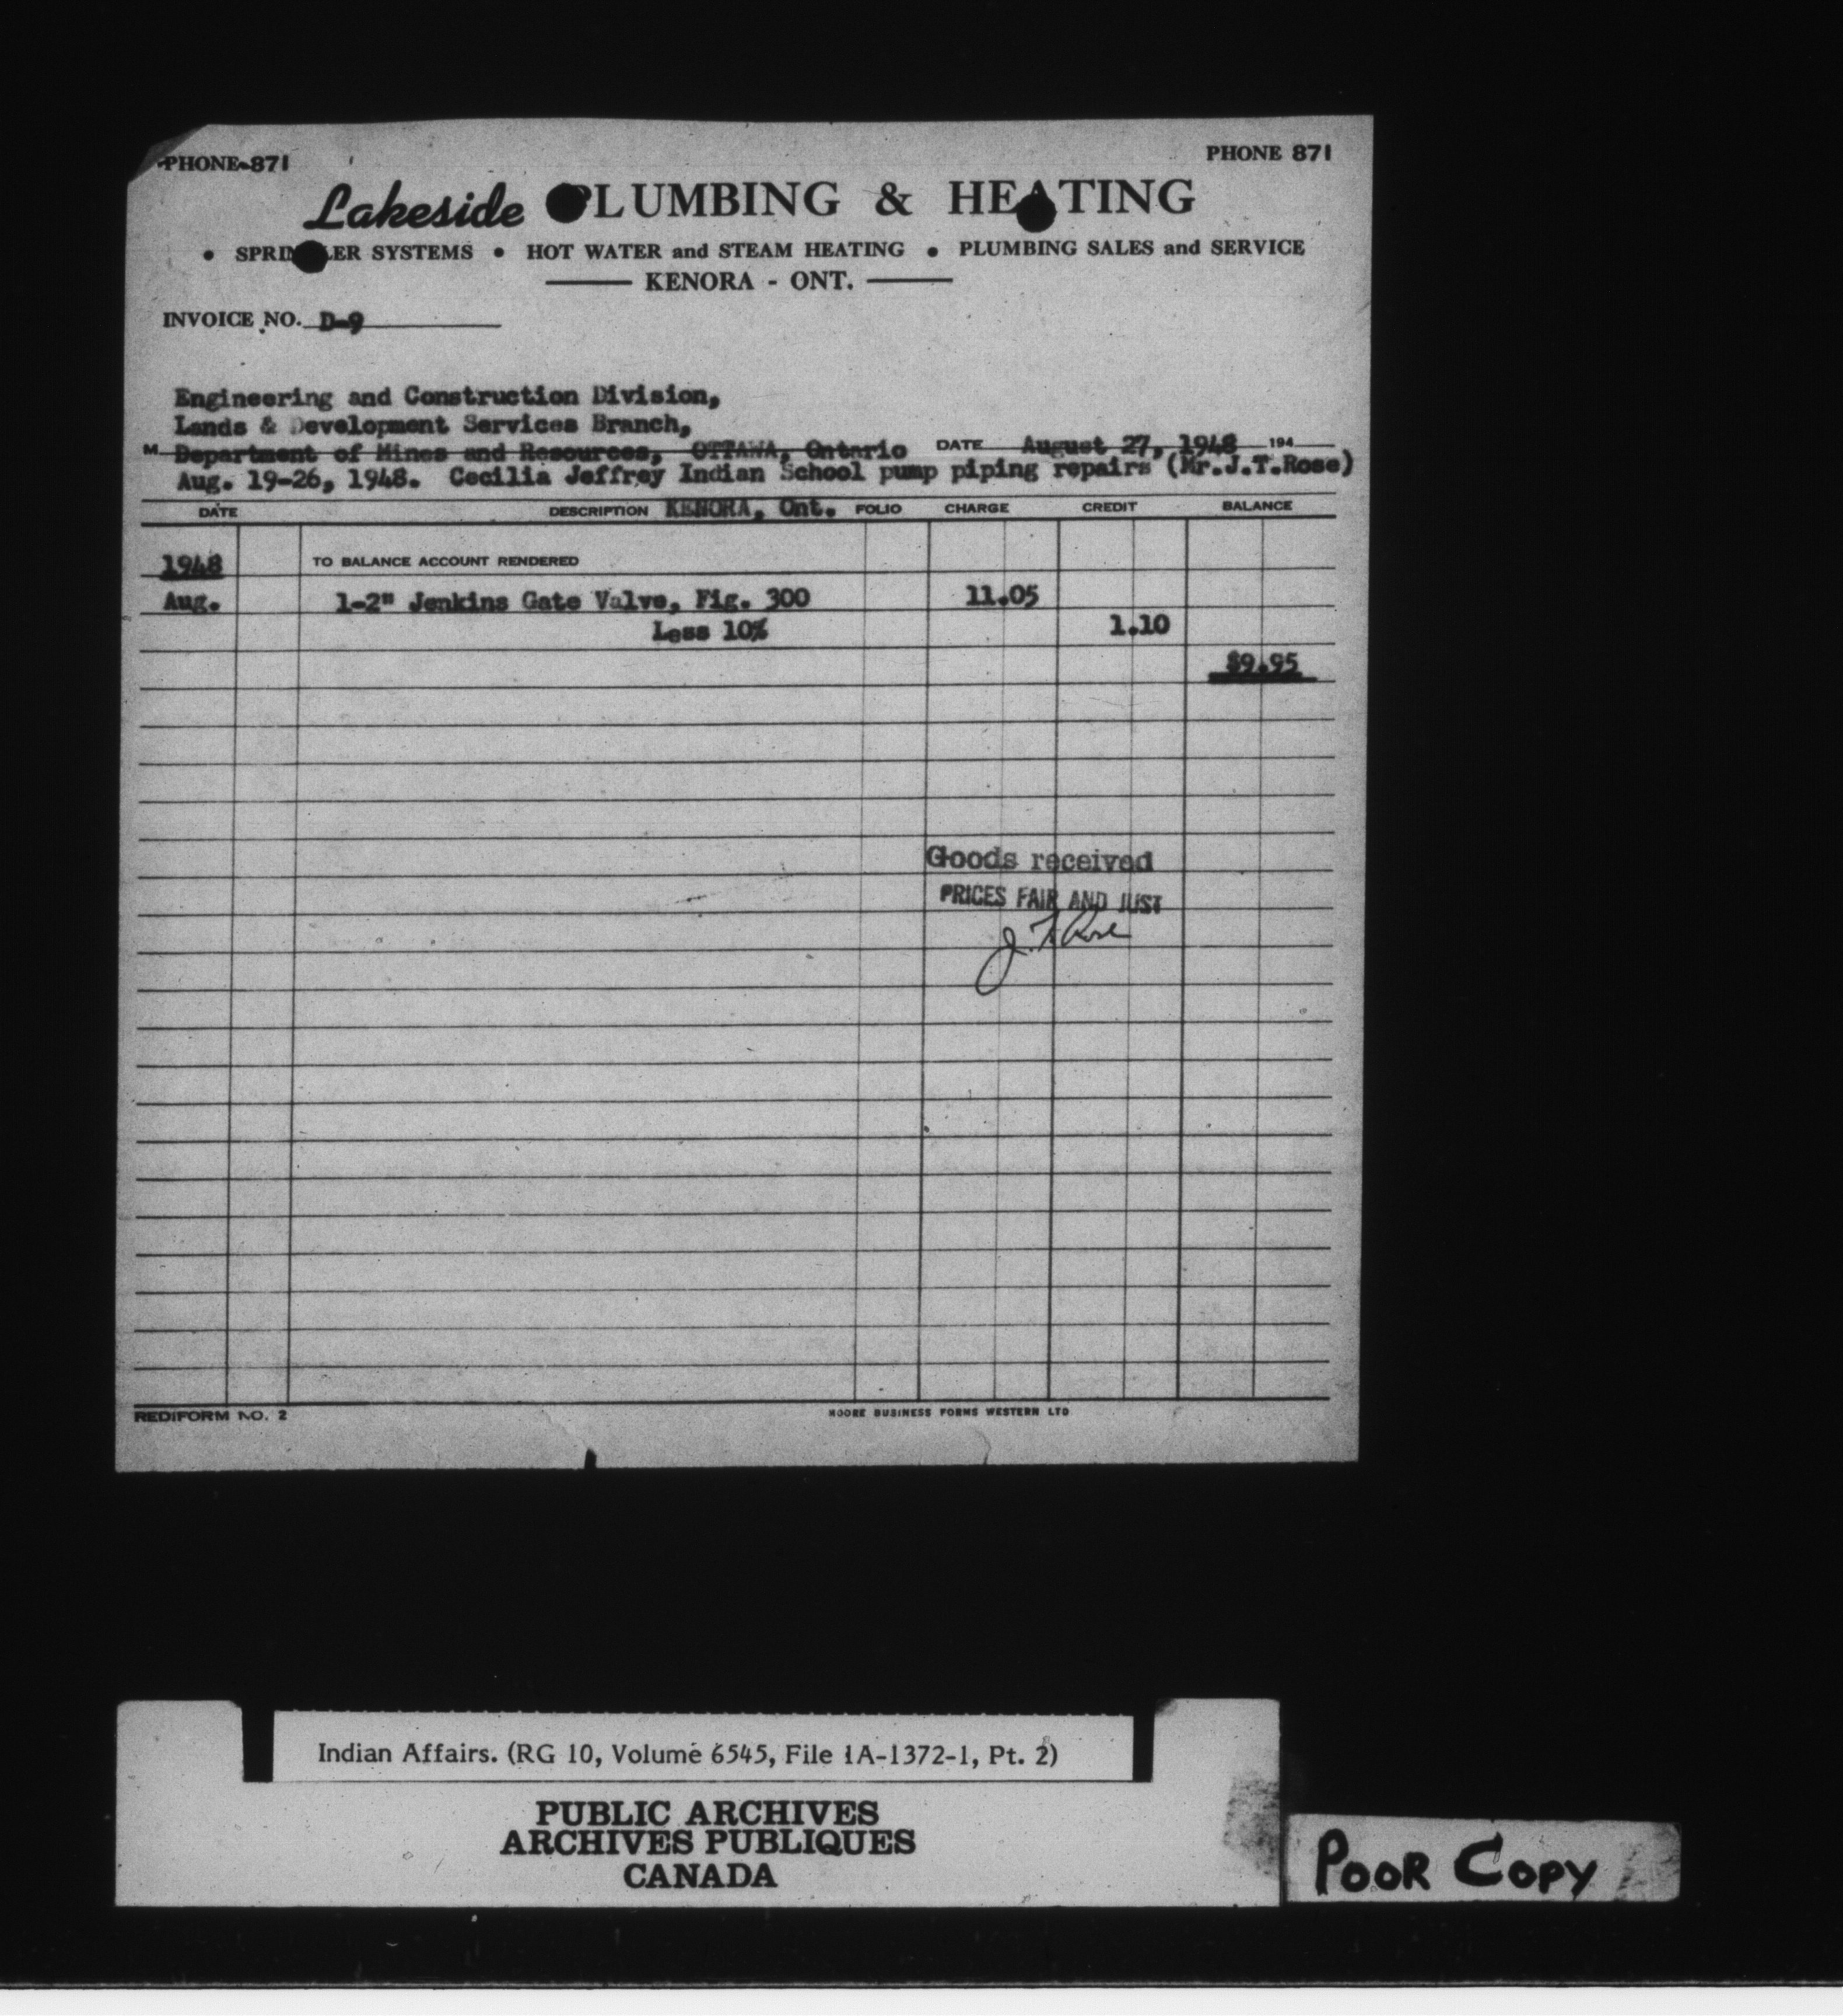 PHONE 871
PHONE 871
Lakeside PLUMBING & HEATING
• SPRINKLER SYSTEMS • HOT WATER and STEAM HEATING • PLUMBING SALES and SERVICE
KENORA - ONT.
INVOICE NO. D-9
Engineering and Construction Division,
Lands & Development Services Branch,
M Department of Mines and Resources, OTTAWA, Ontario DATE August 27, 1948 194
Aug. 19-26, 1948. Cecilia Jeffrey Indian School pump piping repairs (Mr.J.T.Rose)
DATE DESCRIPTION KENORA, Ont. FOLIO CHARGE CREDIT BALANCE
1948 TO BALANCE ACCOUNT RENDERED
Aug. 1-2" Jenkins Gate Valve, Fig. 300 11.05
Less 10% 1.10
$9.95
Goods received
PRICES FAIR AND JUST
J. T. Rose
REDIFORM NO. 2 MOORE BUSINESS FORMS WESTERN LTD
Indian Affairs. (RG 10, Volume 6545, File 1A-1372-1, Pt. 2)
PUBLIC ARCHIVES
ARCHIVES PUBLIQUES
CANADA
POOR COPY